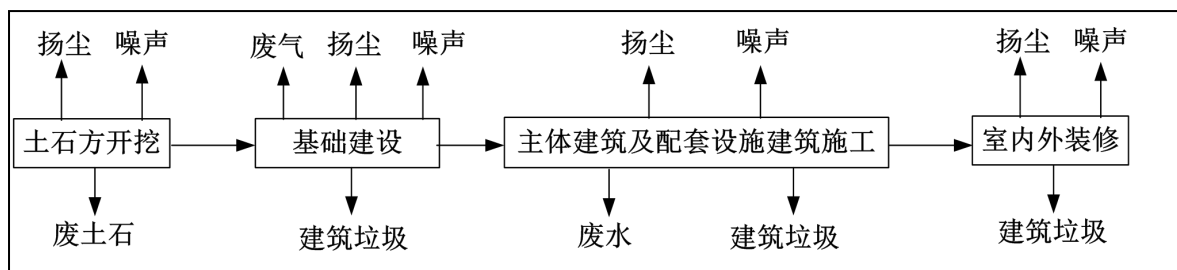 扬尘 噪声 废气 扬尘 噪声 扬尘 噪声 扬尘 噪声
土石方开挖 基础建设 主体建筑及配套设施建筑施工 室内外装修
废土石 建筑垃圾 废水 建筑垃圾 建筑垃圾